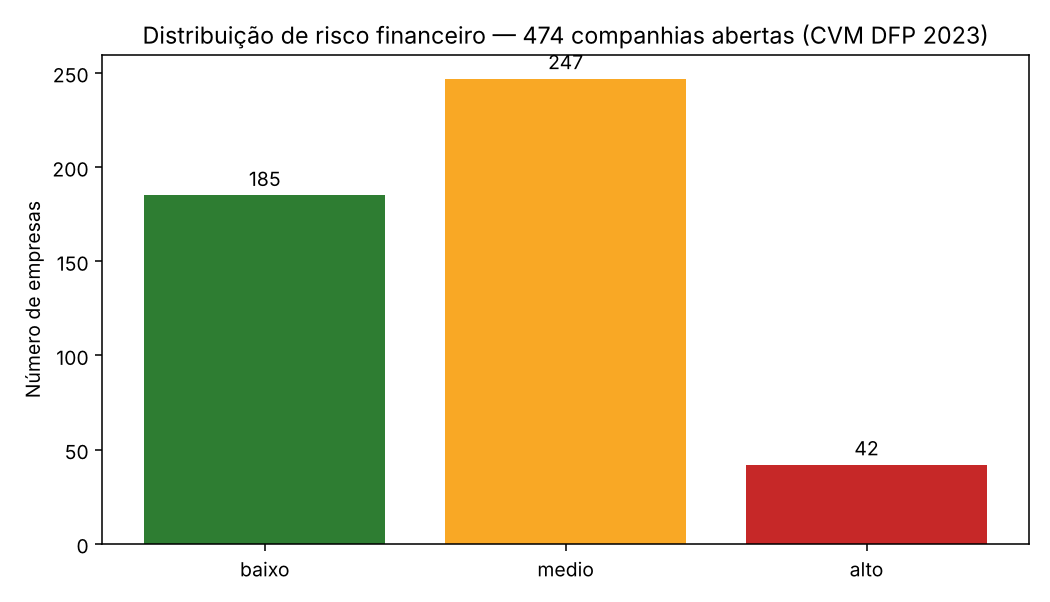 Distribuição de risco financeiro — 474 companhias abertas (CVM DFP 2023)
Número de empresas
250
200
150
100
50
0
185
247
42
baixo
medio
alto